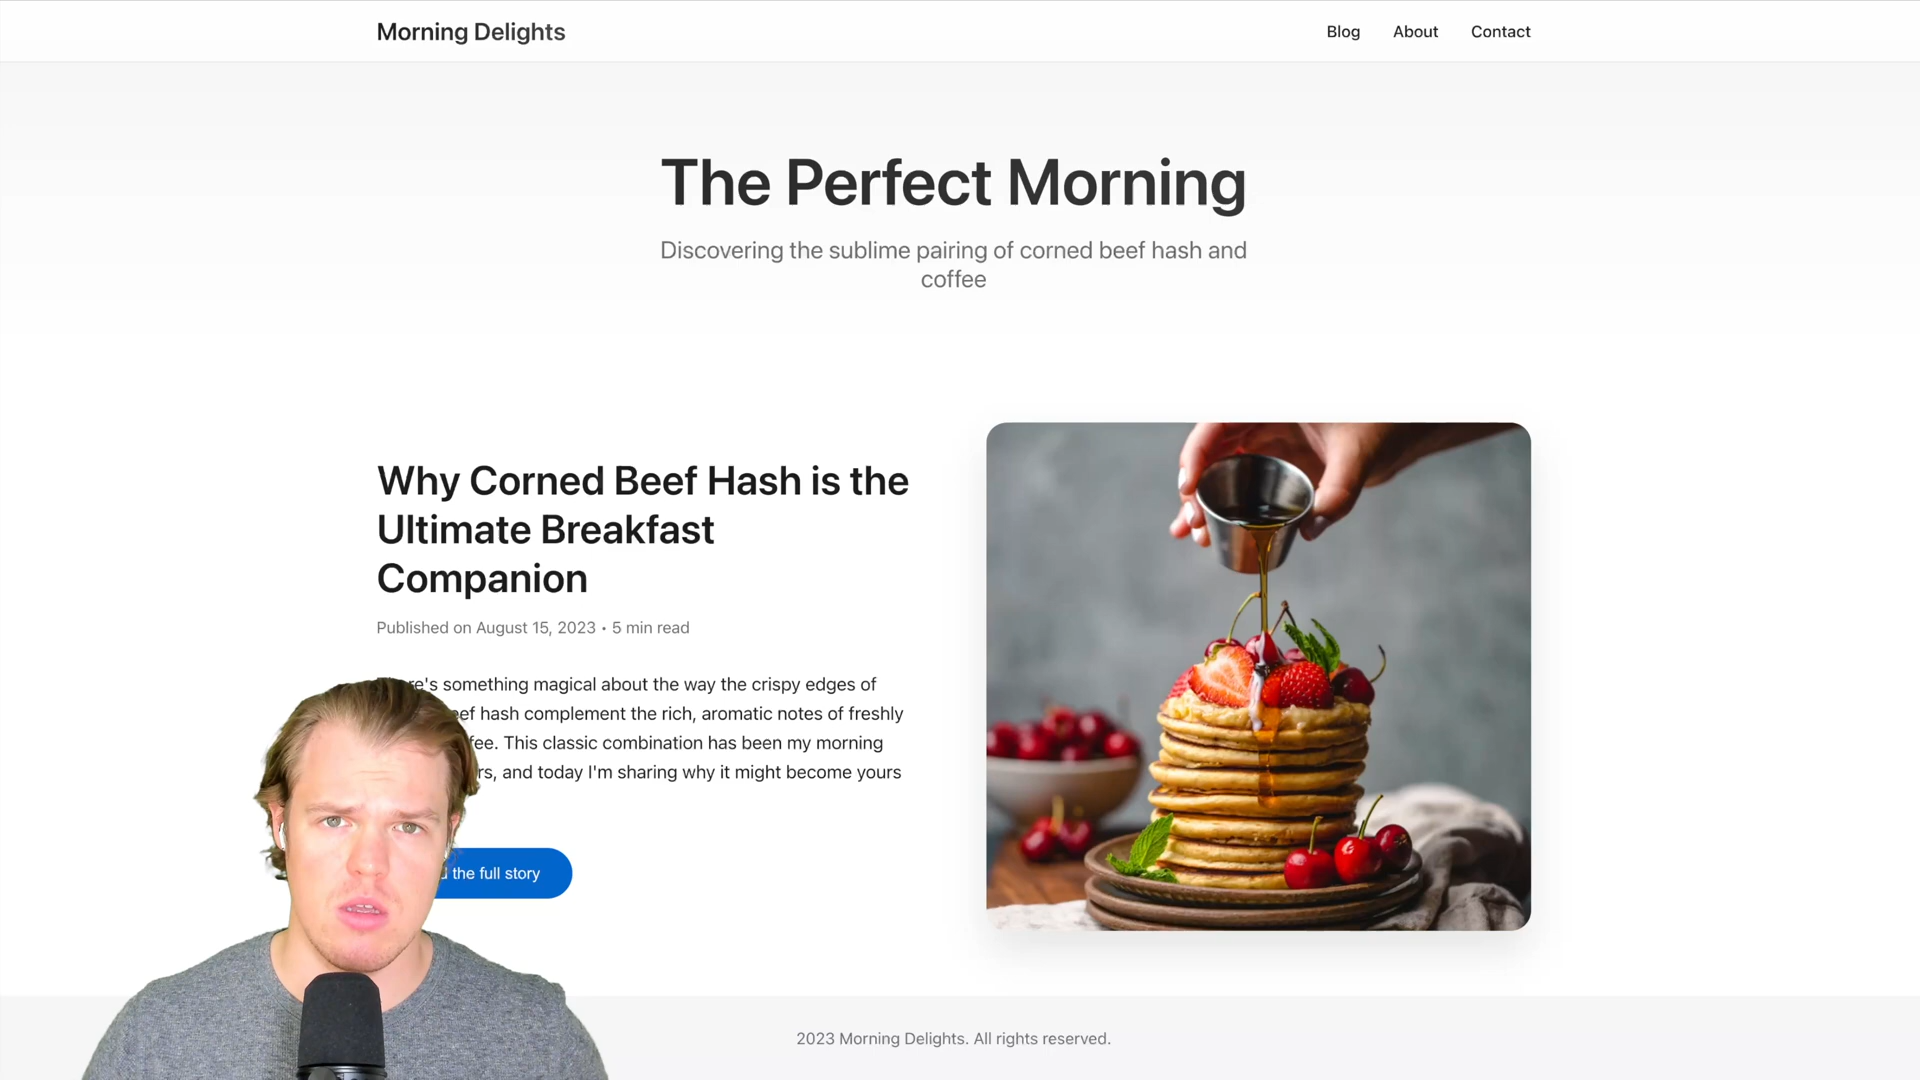 Morning Delights
Blog
About
Contact
The Perfect Morning
Discovering the sublime pairing of corned beef hash and
coffee
Why Corned Beef Hash is the
Ultimate Breakfast
Companion
Published on August 15, 2023 • 5 min read
something magical about the way the crispy edges of
hash complement the rich, aromatic notes of freshly
This classic combination has been my morning
and today I'm sharing why it might become yours
the full story
2023 Morning Delights. All rights reserved.